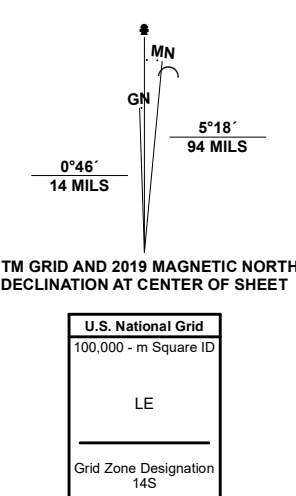 MN
GN
5°18´
94 MILS
0°46´
14 MILS
TM GRID AND 2019 MAGNETIC NORTH
DECLINATION AT CENTER OF SHEET
U.S. National Grid
100,000 - m Square ID
LE
Grid Zone Designation
14S